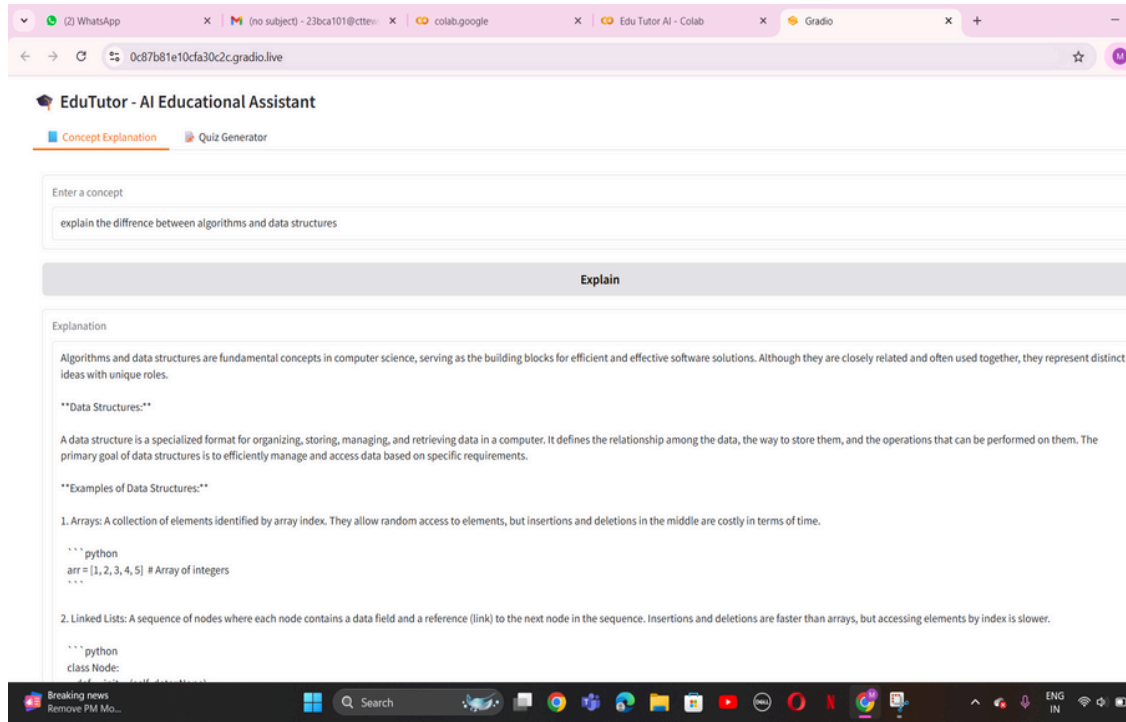 (2) WhatsApp
(no subject) - 23bca101@cttew
colab.google
Edu Tutor AI - Colab
Gradio
0c87b81e10cfa30c2c.gradio.live
M
EduTutor - AI Educational Assistant
Concept Explanation
Quiz Generator
Enter a concept
explain the diffrence between algorithms and data structures
Explain
Explanation
Algorithms and data structures are fundamental concepts in computer science, serving as the building blocks for efficient and effective software solutions. Although they are closely related and often used together, they represent distinct
ideas with unique roles.
**Data Structures:**
A data structure is a specialized format for organizing, storing, managing, and retrieving data in a computer. It defines the relationship among the data, the way to store them, and the operations that can be performed on them. The
primary goal of data structures is to efficiently manage and access data based on specific requirements.
**Examples of Data Structures:**
1. Arrays: A collection of elements identified by array index. They allow random access to elements, but insertions and deletions in the middle are costly in terms of time.
```python
arr = [1, 2, 3, 4, 5] # Array of integers
```
2. Linked Lists: A sequence of nodes where each node contains a data field and a reference (link) to the next node in the sequence. Insertions and deletions are faster than arrays, but accessing elements by index is slower.
```python
class Node:
Breaking news
Remove PM Mo...
Search
DELL
N
ENG
IN